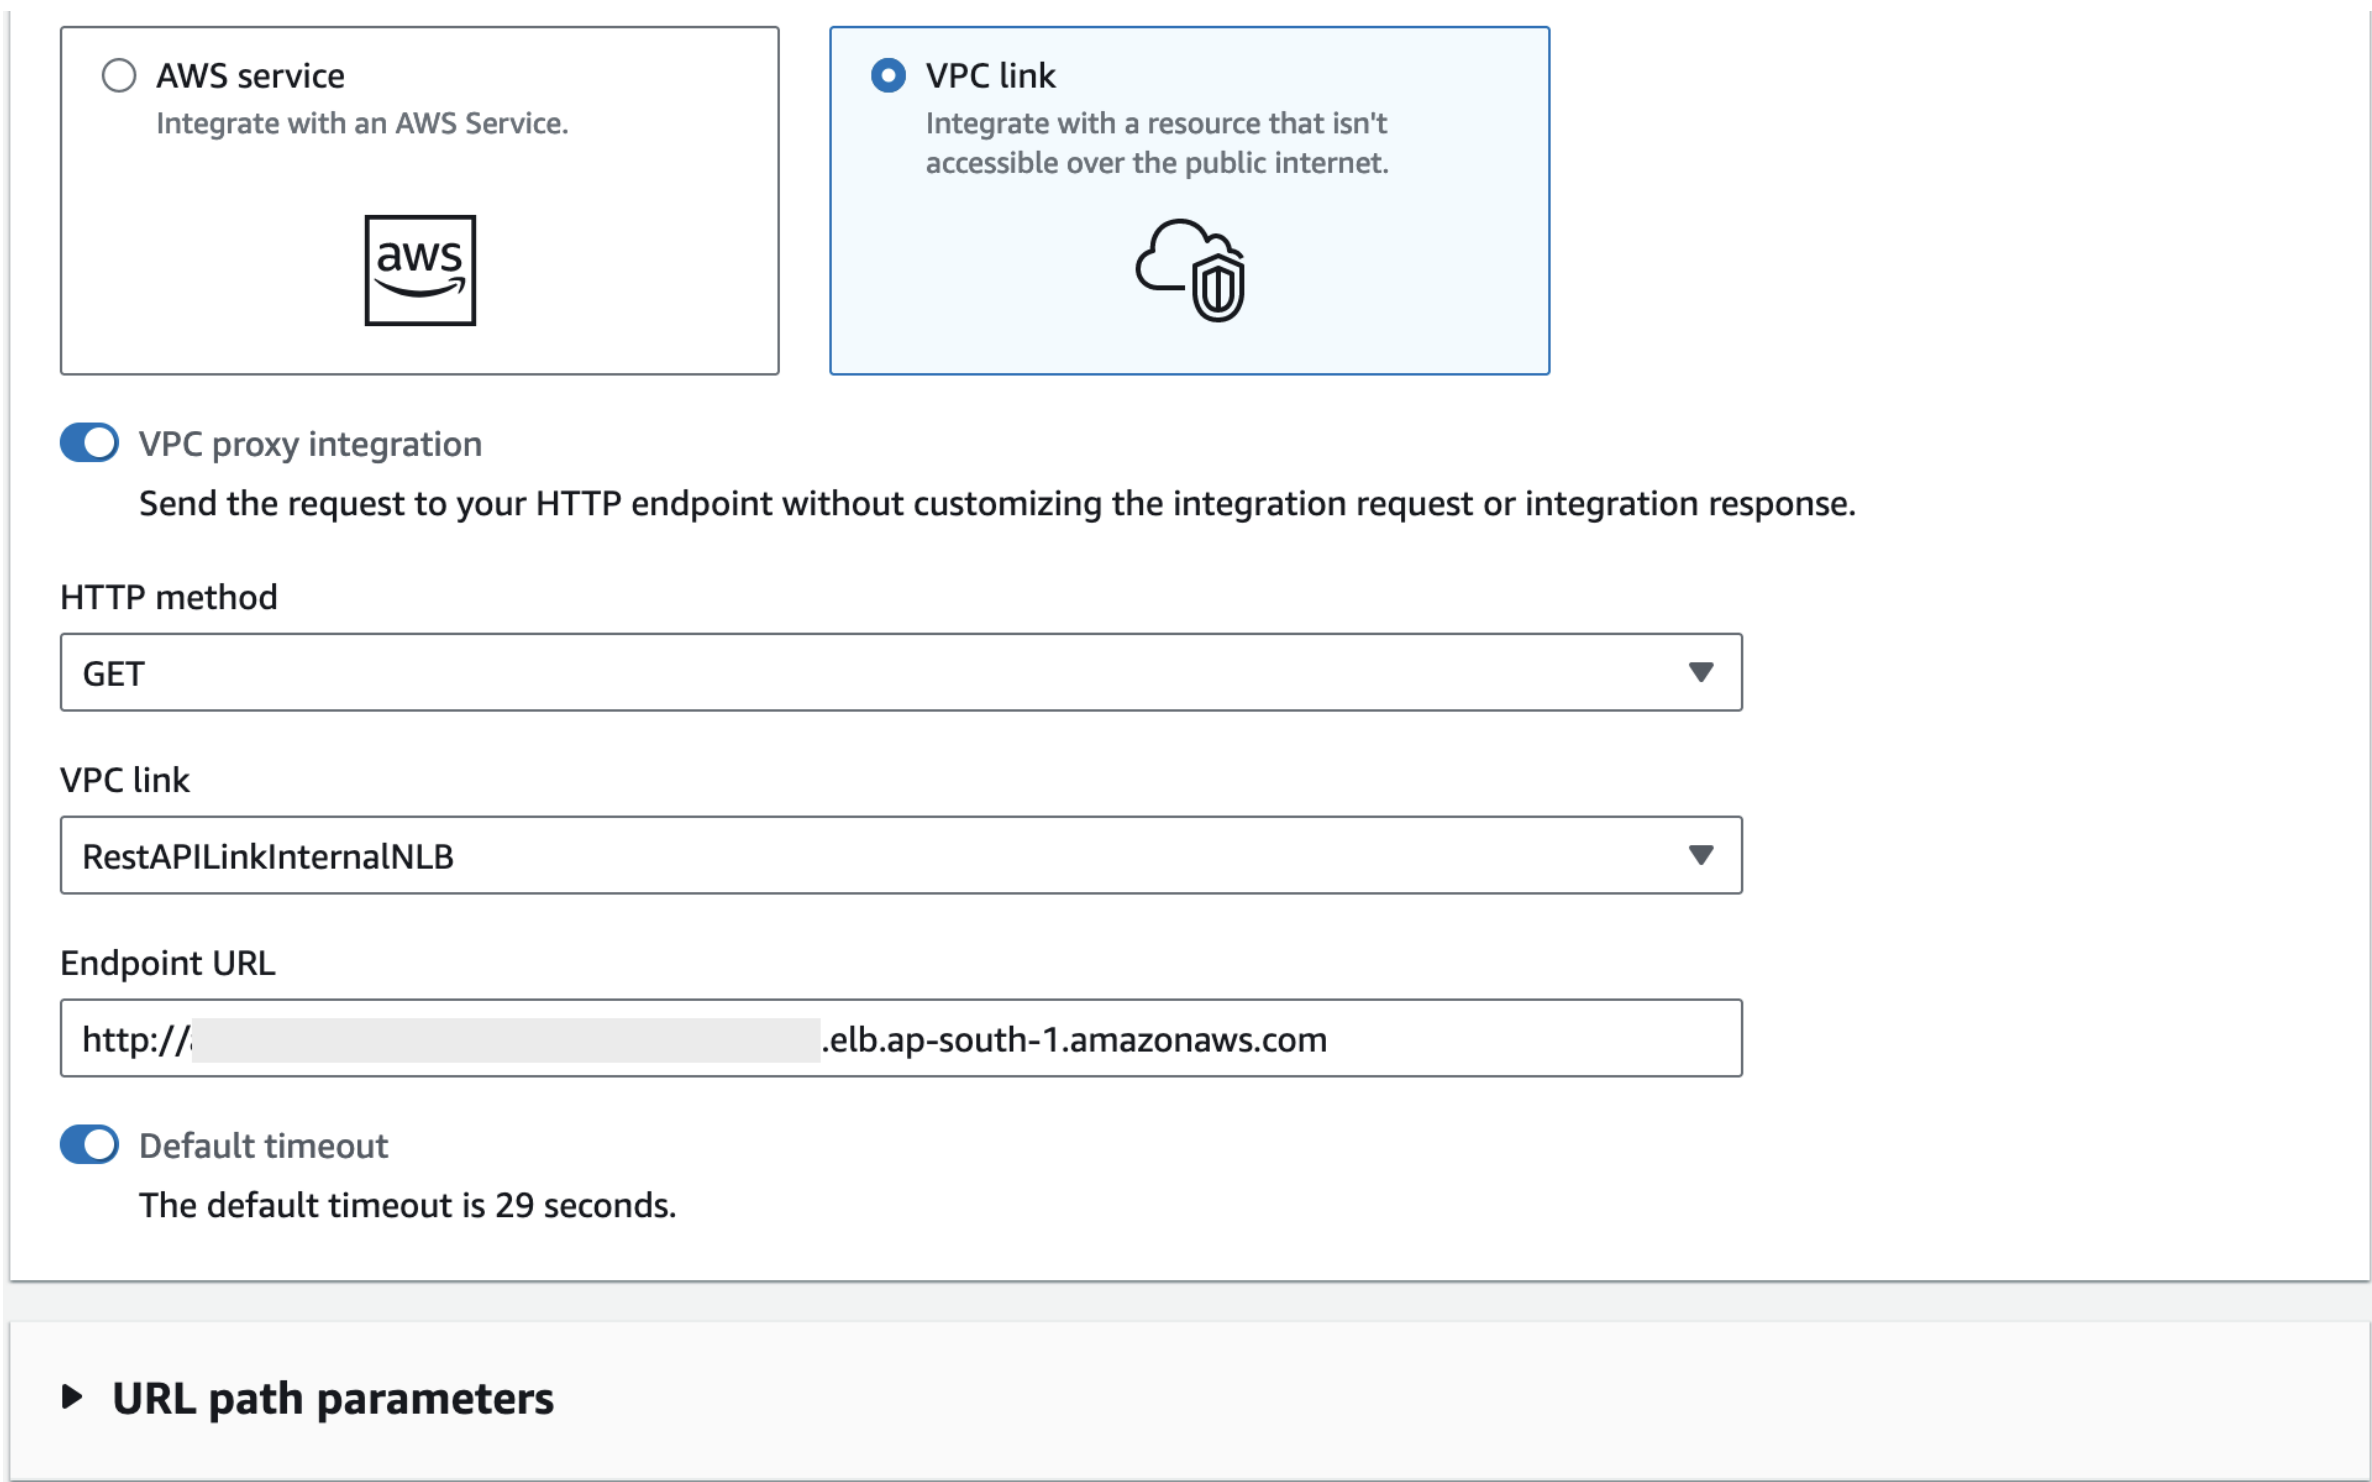 AWS service
Integrate with an AWS Service.
aws
VPC link
Integrate with a resource that isn't
accessible over the public internet.
VPC proxy integration
Send the request to your HTTP endpoint without customizing the integration request or integration response.
HTTP method
GET
VPC link
RestAPILinkInternalNLB
Endpoint URL
http:// .elb.ap-south-1.amazonaws.com
Default timeout
The default timeout is 29 seconds.
URL path parameters